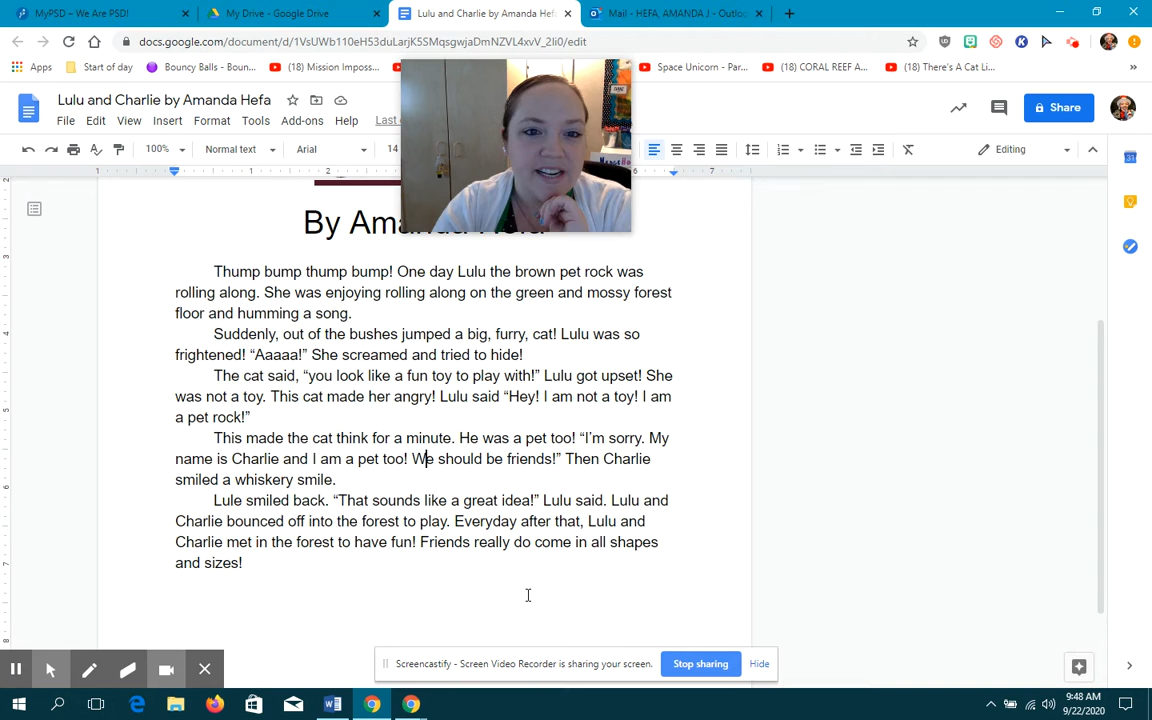 MyPSD – We Are PSD!
My Drive - Google Drive
Lulu and Charlie by Amanda Hefa
Mail - HEFA, AMANDA J - Outloo
docs.google.com/document/d/1VsUWb110eH53duLarjK5SMqsgwjaDmNZVL4xvV_2Ii0/edit
Apps
Start of day
Bouncy Balls - Boun...
(18) Mission Imposs...
Space Unicorn - Par...
(18) CORAL REEF A...
(18) There's A Cat Li...
Lulu and Charlie by Amanda Hefa
File Edit View Insert Format Tools Add-ons Help
Share
100% Normal text Arial 14 Editing
1 6 7
By
Thump bump thump bump! One day Lulu the brown pet rock was
rolling along. She was enjoying rolling along on the green and mossy forest
floor and humming a song.
Suddenly, out of the bushes jumped a big, furry, cat! Lulu was so
frightened! “Aaaaa!” She screamed and tried to hide!
The cat said, “you look like a fun toy to play with!” Lulu got upset! She
was not a toy. This cat made her angry! Lulu said “Hey! I am not a toy! I am
a pet rock!”
This made the cat think for a minute. He was a pet too! “I’m sorry. My
name is Charlie and I am a pet too! We should be friends!” Then Charlie
smiled a whiskery smile.
Lule smiled back. “That sounds like a great idea!” Lulu said. Lulu and
Charlie bounced off into the forest to play. Everyday after that, Lulu and
Charlie met in the forest to have fun! Friends really do come in all shapes
and sizes!
Screencastify - Screen Video Recorder is sharing your screen.
Stop sharing
Hide
9:48 AM
9/22/2020